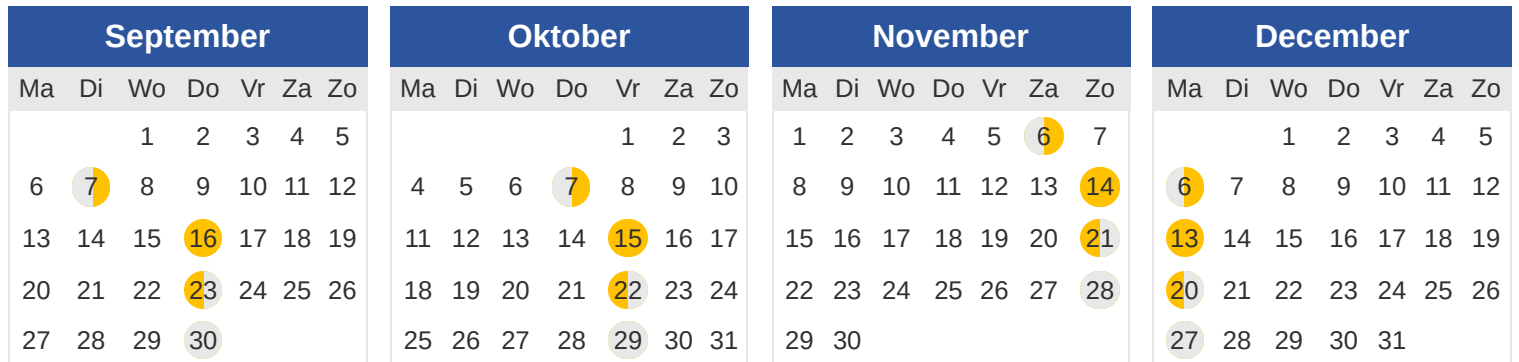 September
Ma Di Wo Do Vr Za Zo
1 2 3 4 5
6 7 8 9 10 11 12
13 14 15 16 17 18 19
20 21 22 23 24 25 26
27 28 29 30
Oktober
Ma Di Wo Do Vr Za Zo
1 2 3
4 5 6 7 8 9 10
11 12 13 14 15 16 17
18 19 20 21 22 23 24
25 26 27 28 29 30 31
November
Ma Di Wo Do Vr Za Zo
1 2 3 4 5 6 7
8 9 10 11 12 13 14
15 16 17 18 19 20 21
22 23 24 25 26 27 28
29 30
December
Ma Di Wo Do Vr Za Zo
1 2 3 4 5
6 7 8 9 10 11 12
13 14 15 16 17 18 19
20 21 22 23 24 25 26
27 28 29 30 31